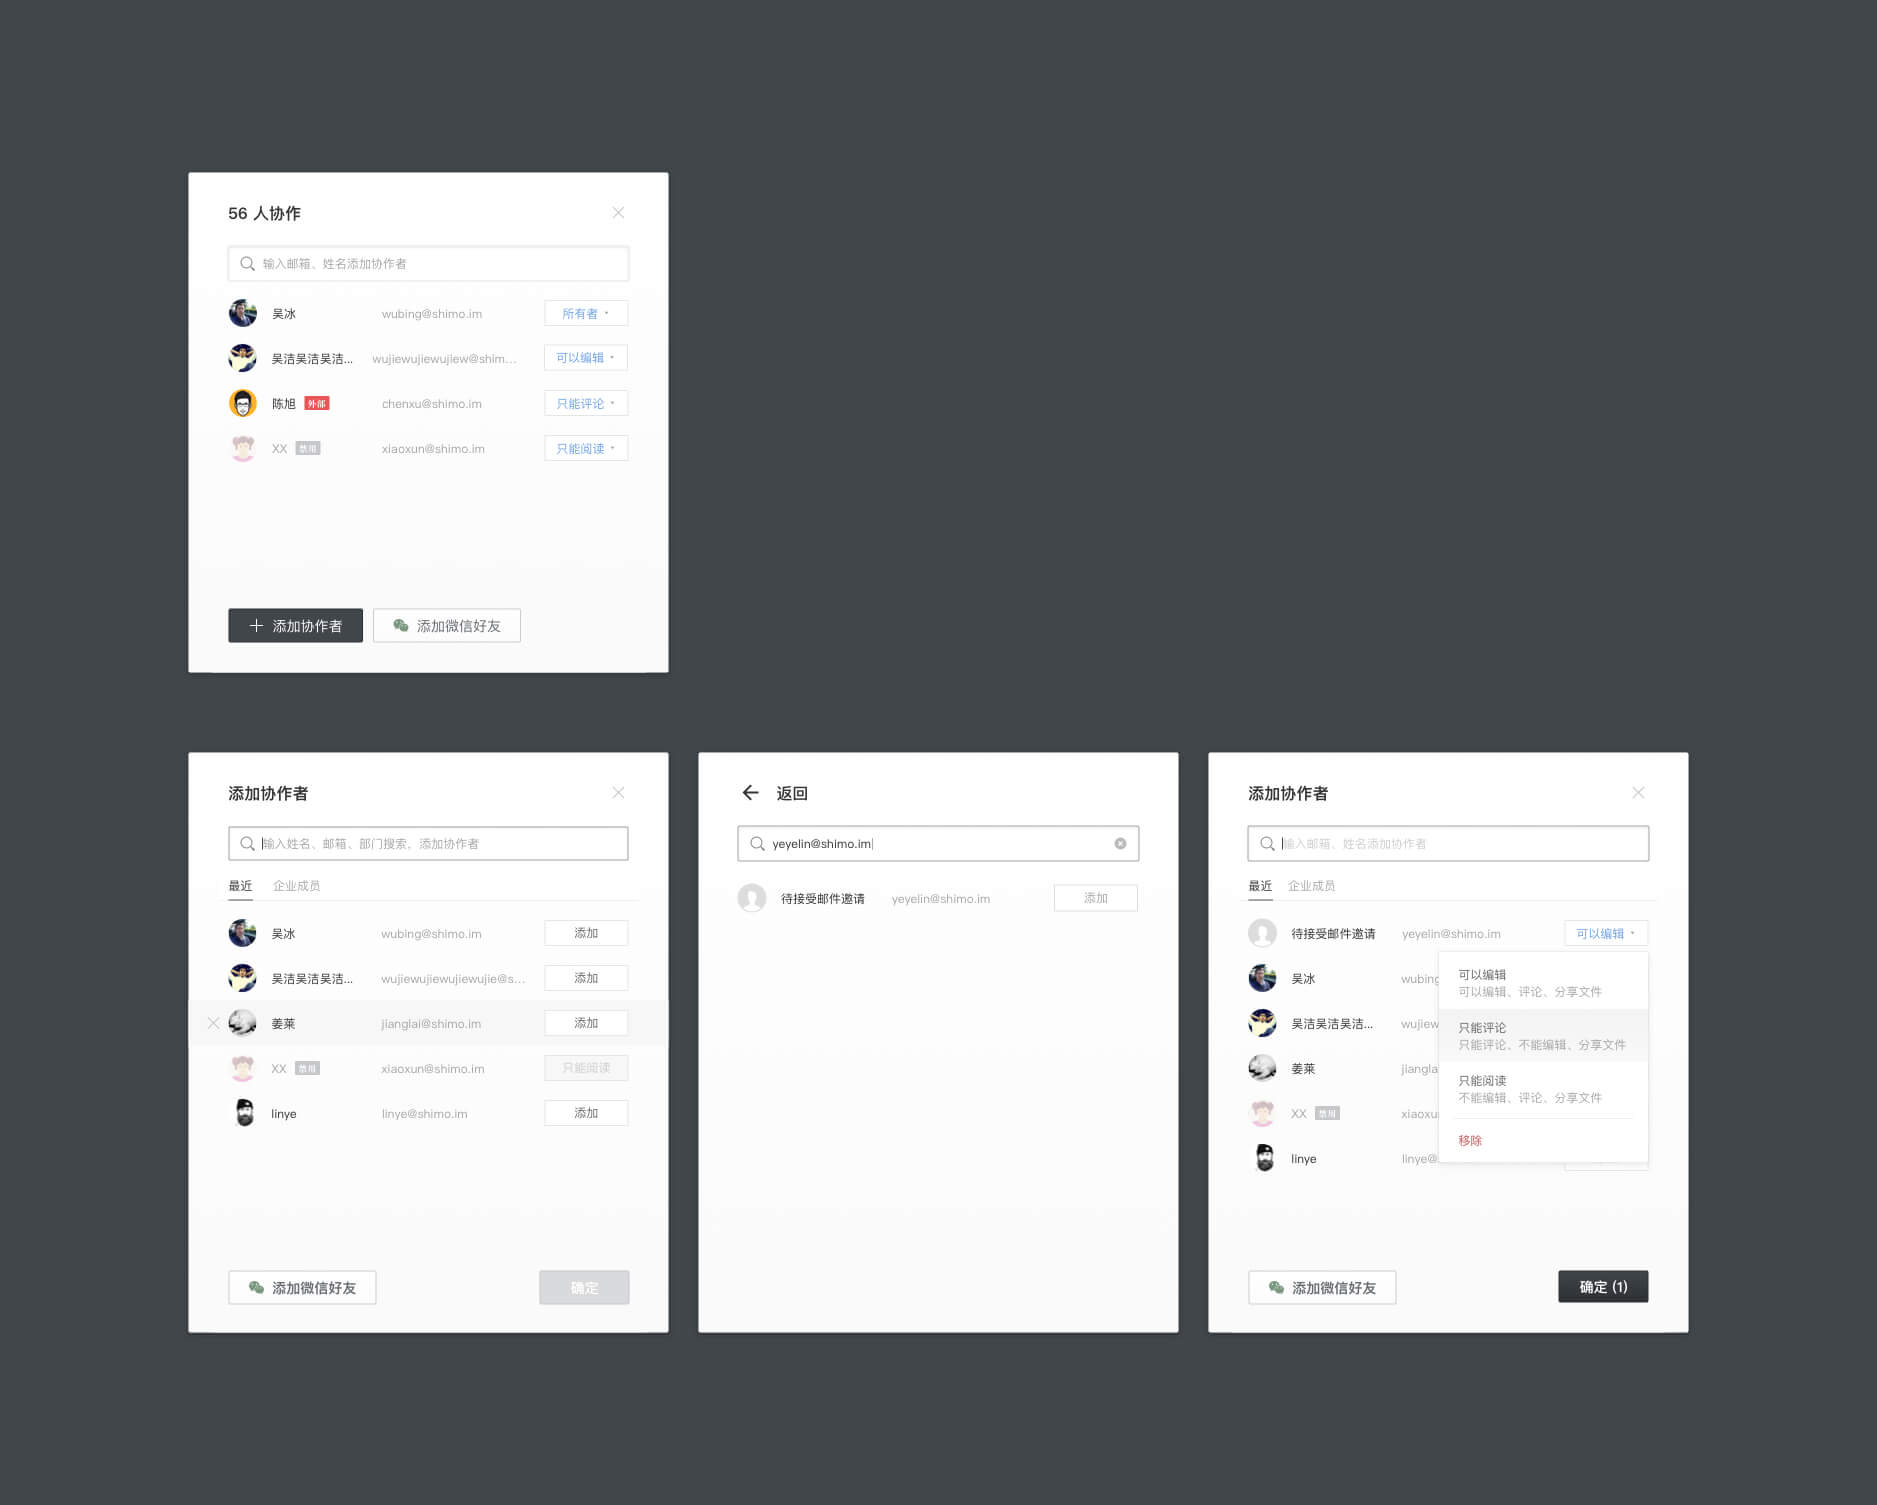 56 人协作
输入邮箱、姓名添加协作者
吴冰 wubing@shimo.im 所有者
吴洁吴洁吴洁... wujiewujiewujiew@shim... 可以编辑
陈旭 外部 chenxu@shimo.im 只能评论
XX 禁用 xiaoxun@shimo.im 只能阅读
添加协作者 添加微信好友
添加协作者
输入姓名、邮箱、部门搜索，添加协作者
最近 企业成员
吴冰 wubing@shimo.im 添加
吴洁吴洁吴洁... wujiewujiewujiewujie@s... 添加
姜莱 jianglai@shimo.im 添加
XX 禁用 xiaoxun@shimo.im 只能阅读
linye linye@shimo.im 添加
添加微信好友 确定
返回
yeyelin@shimo.im
待接受邮件邀请 yeyelin@shimo.im 添加
添加协作者
输入邮箱、姓名添加协作者
最近 企业成员
待接受邮件邀请 yeyelin@shimo.im 可以编辑
吴冰 wubing
吴洁吴洁吴洁... wujiew
姜莱 jiangla
XX 禁用 xiaoxu
linye linye@
可以编辑
可以编辑、评论、分享文件
只能评论
只能评论、不能编辑、分享文件
只能阅读
不能编辑、评论、分享文件
移除
添加微信好友 确定 (1)